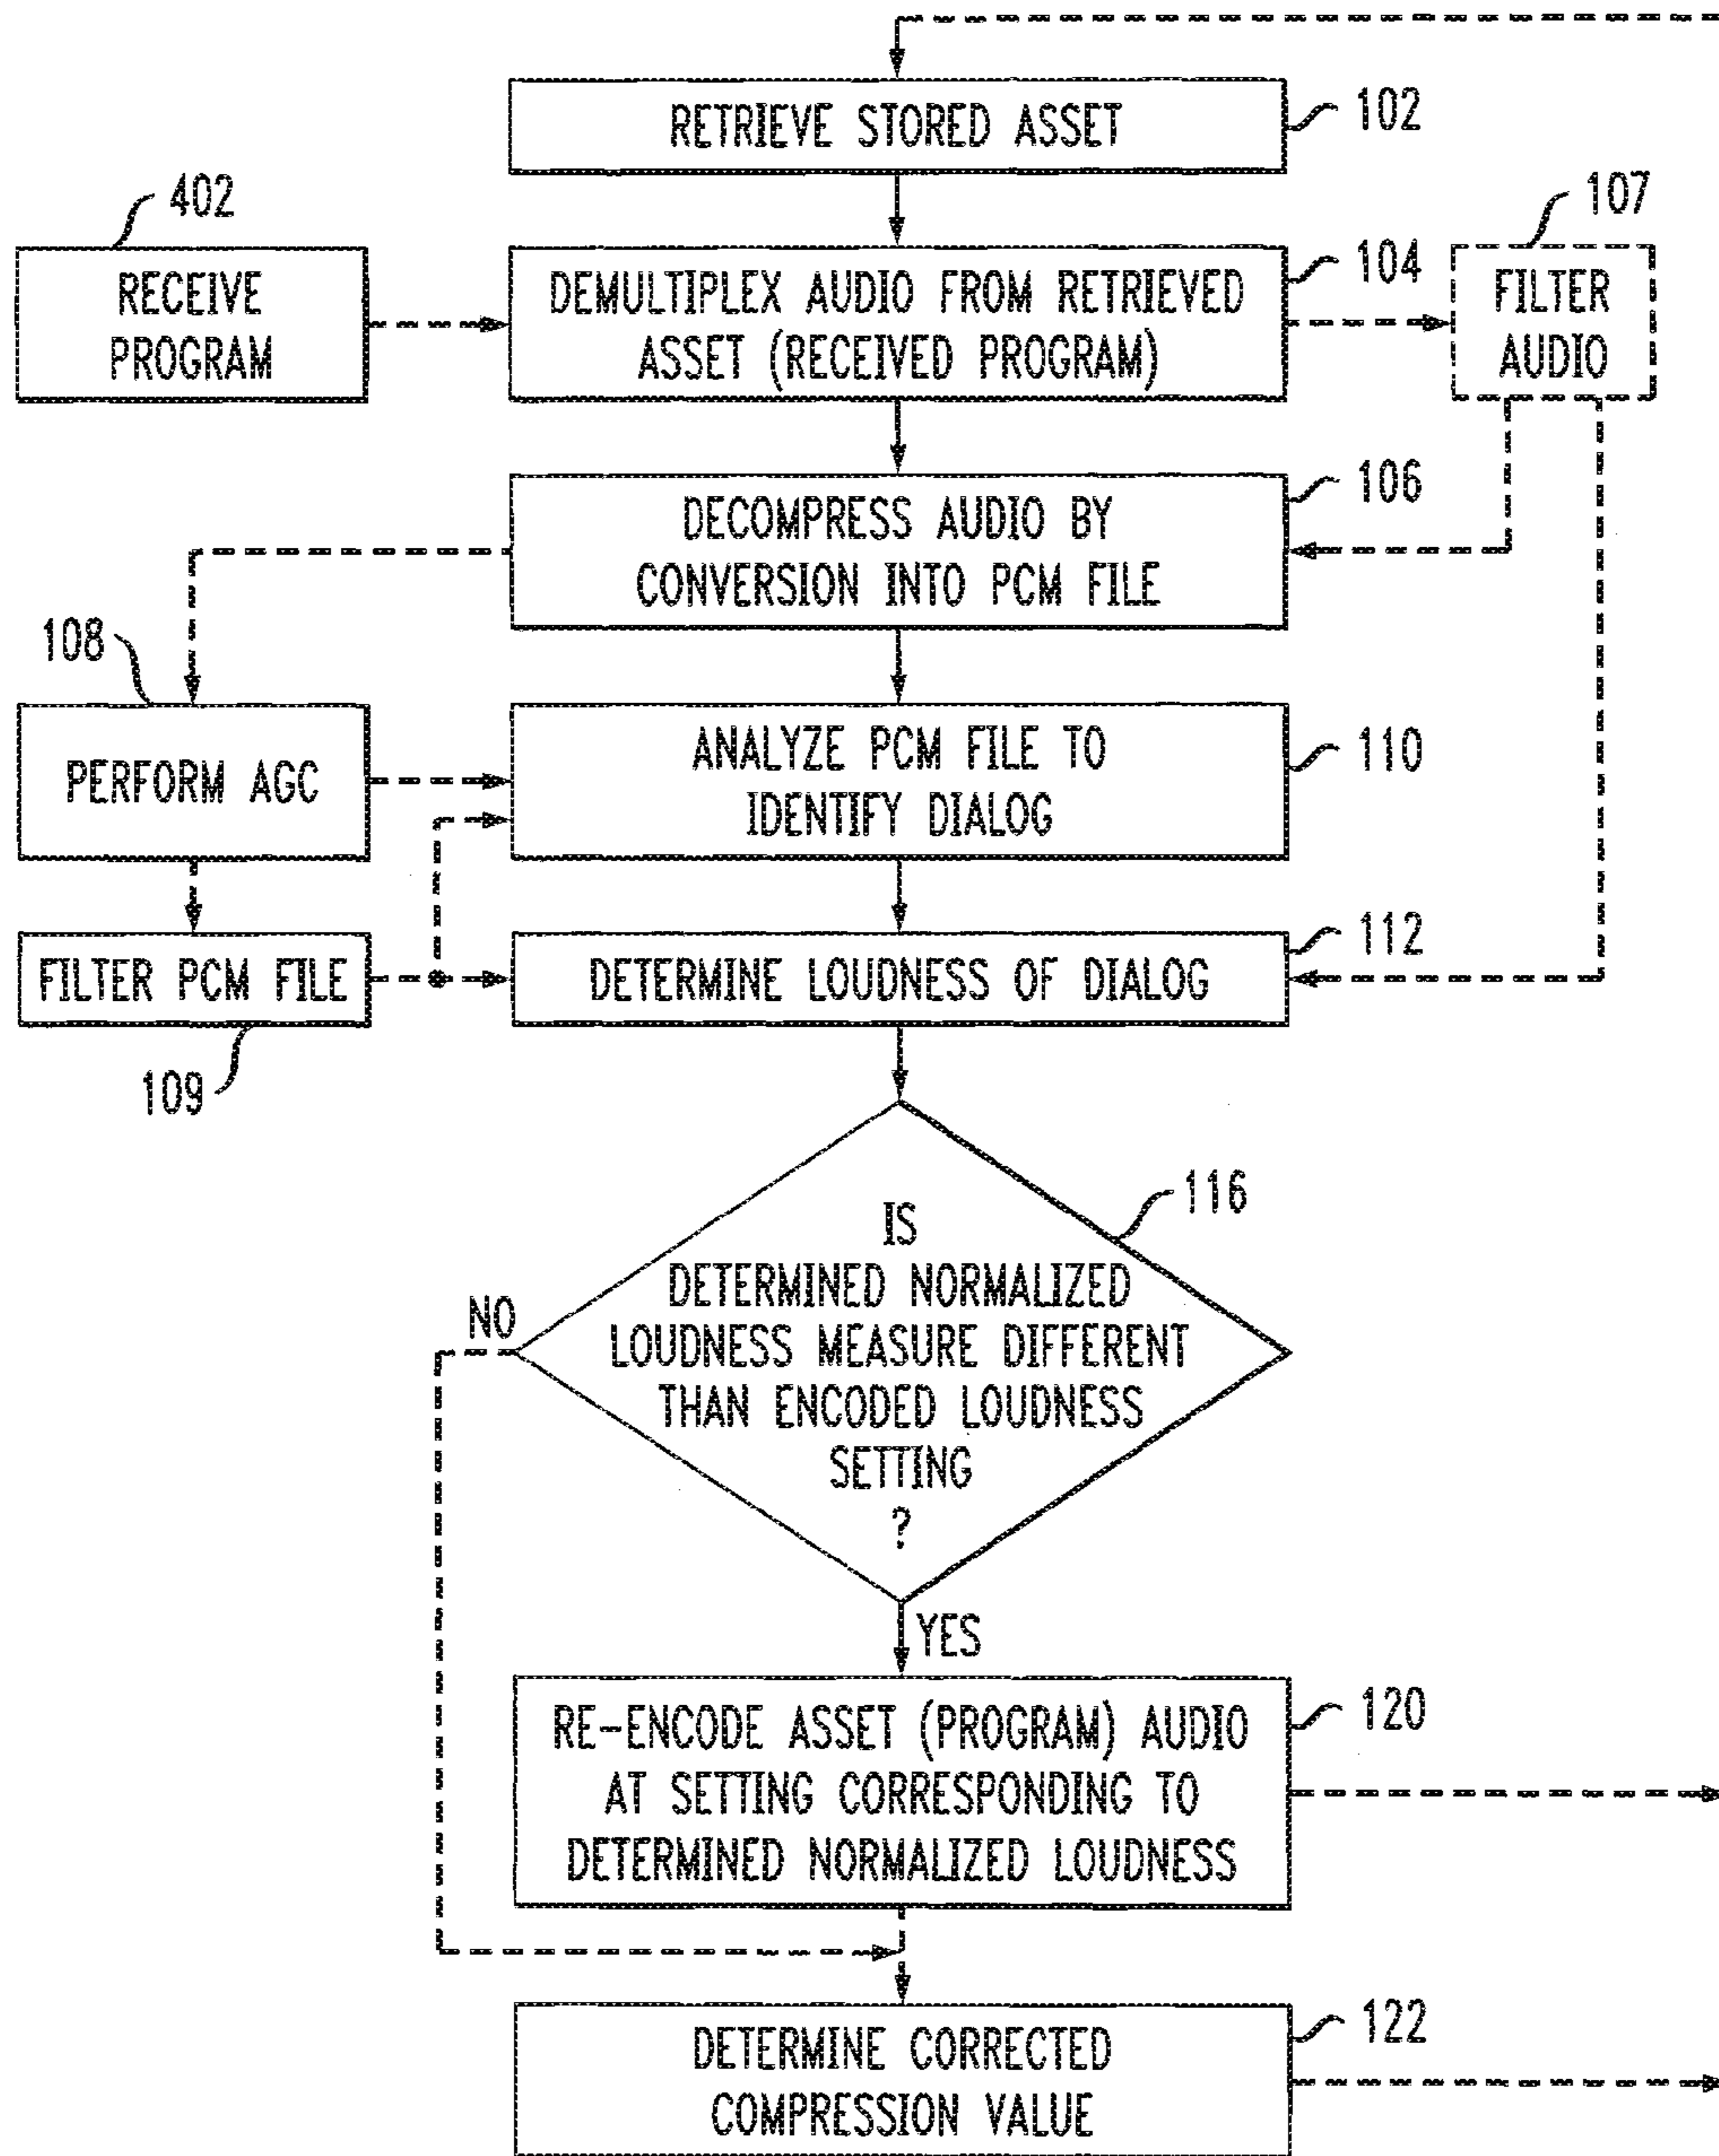 RETRIEVE STORED ASSET
102
402
RECEIVE
PROGRAM
DEMULTIPLEX AUDIO FROM RETRIEVED
ASSET (RECEIVED PROGRAM)
104
107
FILTER
AUDIO
DECOMPRESS AUDIO BY
CONVERSION INTO PCM FILE
106
108
PERFORM AGC
ANALYZE PCM FILE TO
IDENTIFY DIALOG
110
FILTER PCM FILE
109
DETERMINE LOUDNESS OF DIALOG
112
IS
DETERMINED NORMALIZED
LOUDNESS MEASURE DIFFERENT
THAN ENCODED LOUDNESS
SETTING
?
116
NO
YES
RE-ENCODE ASSET (PROGRAM) AUDIO
AT SETTING CORRESPONDING TO
DETERMINED NORMALIZED LOUDNESS
120
DETERMINE CORRECTED
COMPRESSION VALUE
122